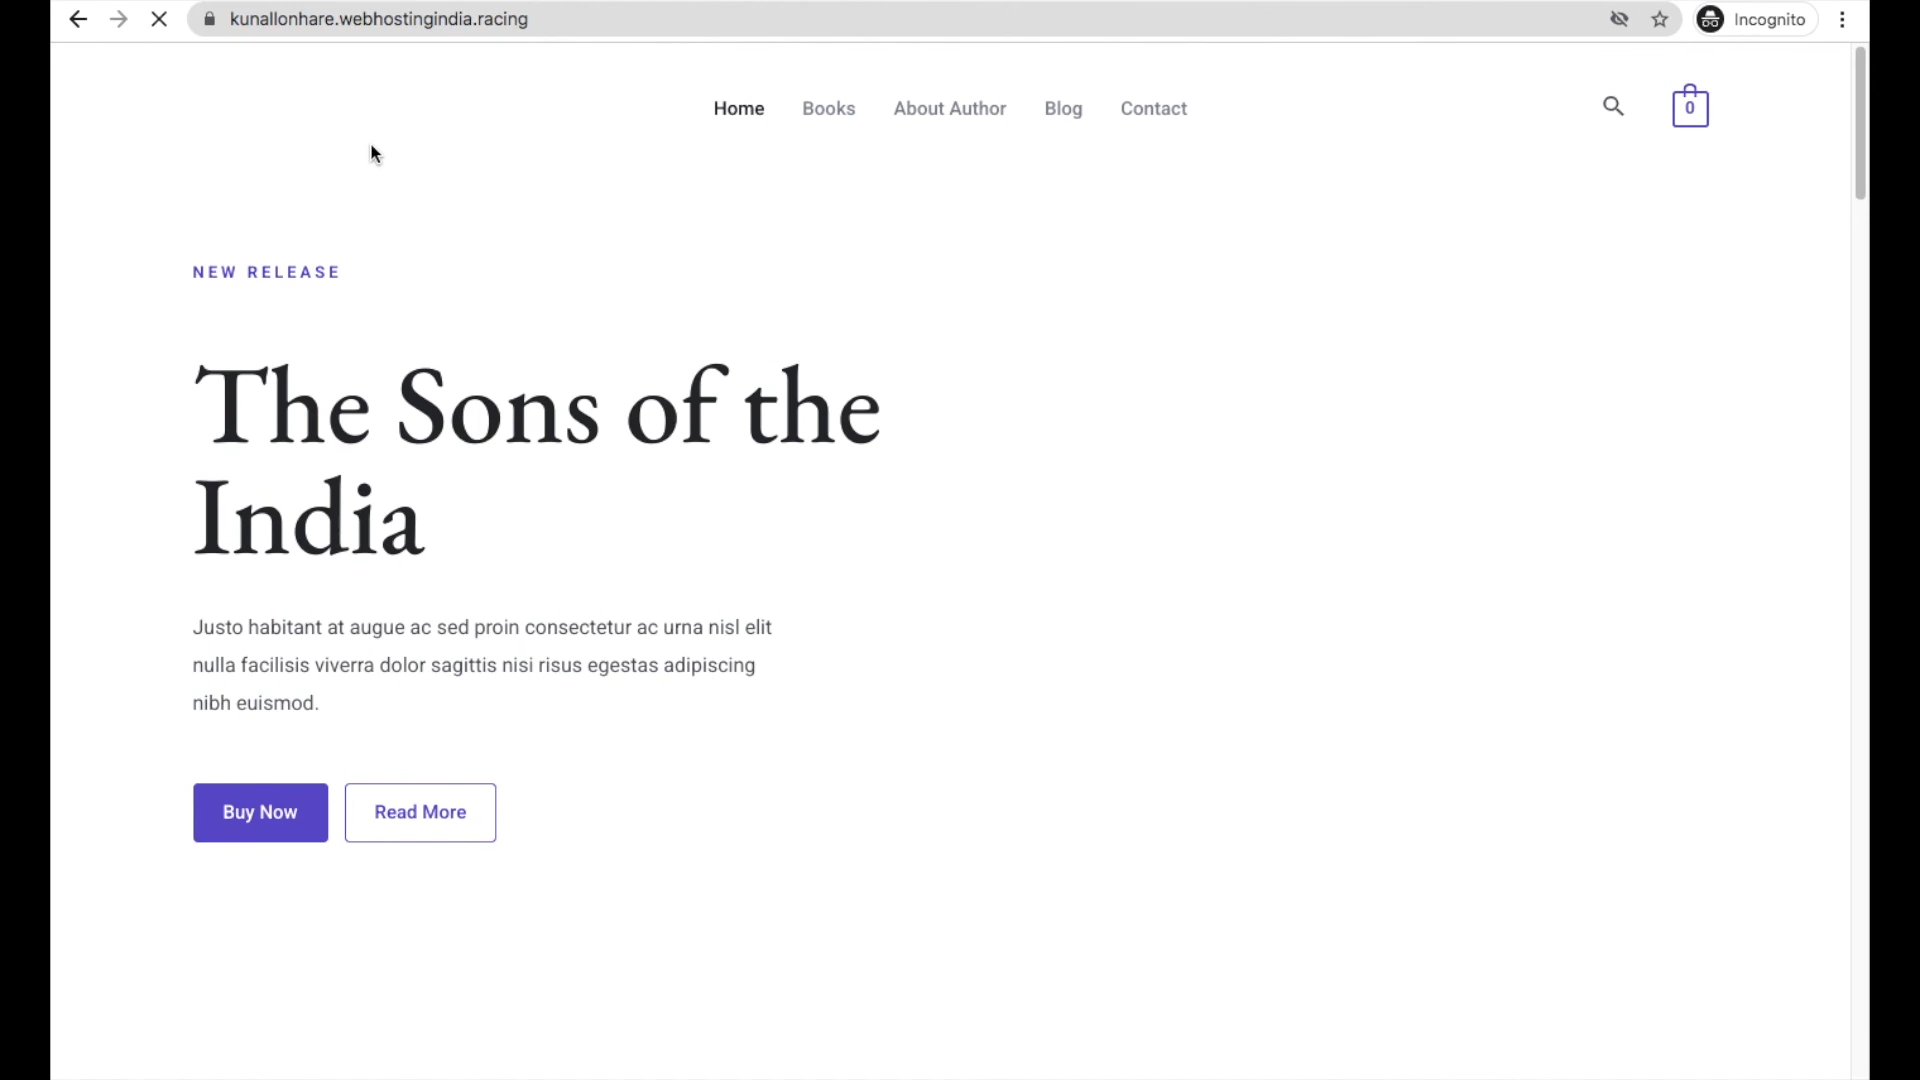 kunallonhare.webhostingindia.racing
Incognito
Home Books About Author Blog Contact
0
NEW RELEASE
The Sons of the
India
Justo habitant at augue ac sed proin consectetur ac urna nisl elit
nulla facilisis viverra dolor sagittis nisi risus egestas adipiscing
nibh euismod.
Buy Now Read More